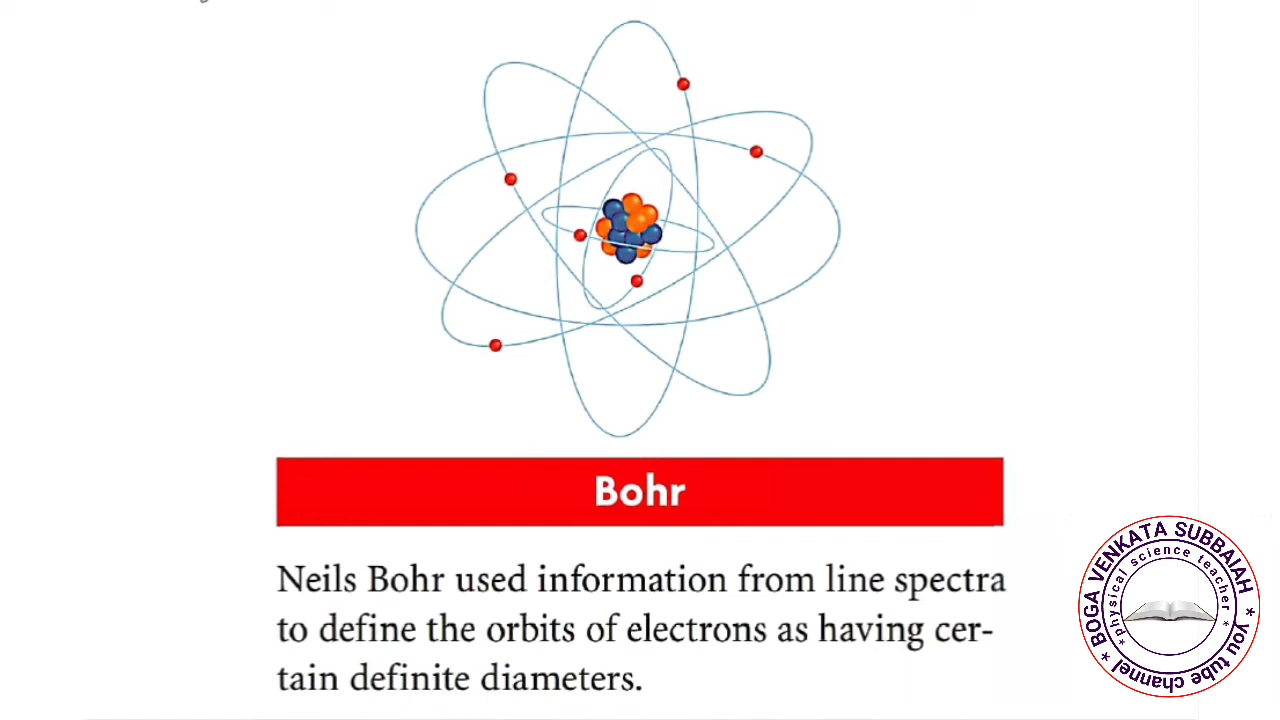 Bohr
Neils Bohr used information from line spectra
to define the orbits of electrons as having cer-
tain definite diameters.
* BOGA VENKATA SUBBAIAH * you tube channel
*physical science teacher*